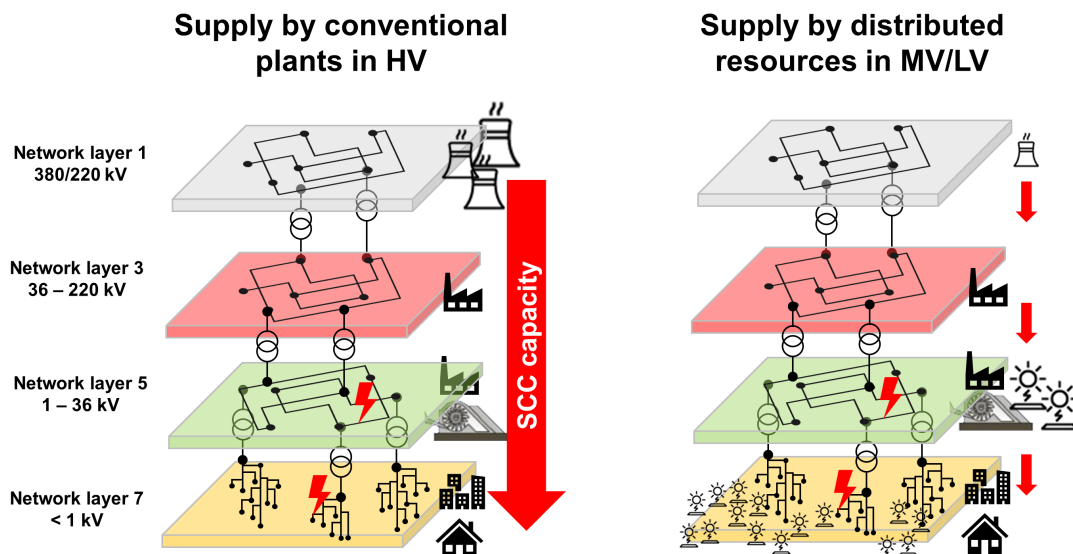 Supply by conventional
plants in HV
Supply by distributed
resources in MV/LV
Network layer 1
380/220 kV
Network layer 3
36 – 220 kV
Network layer 5
1 – 36 kV
Network layer 7
< 1 kV
SCC capacity